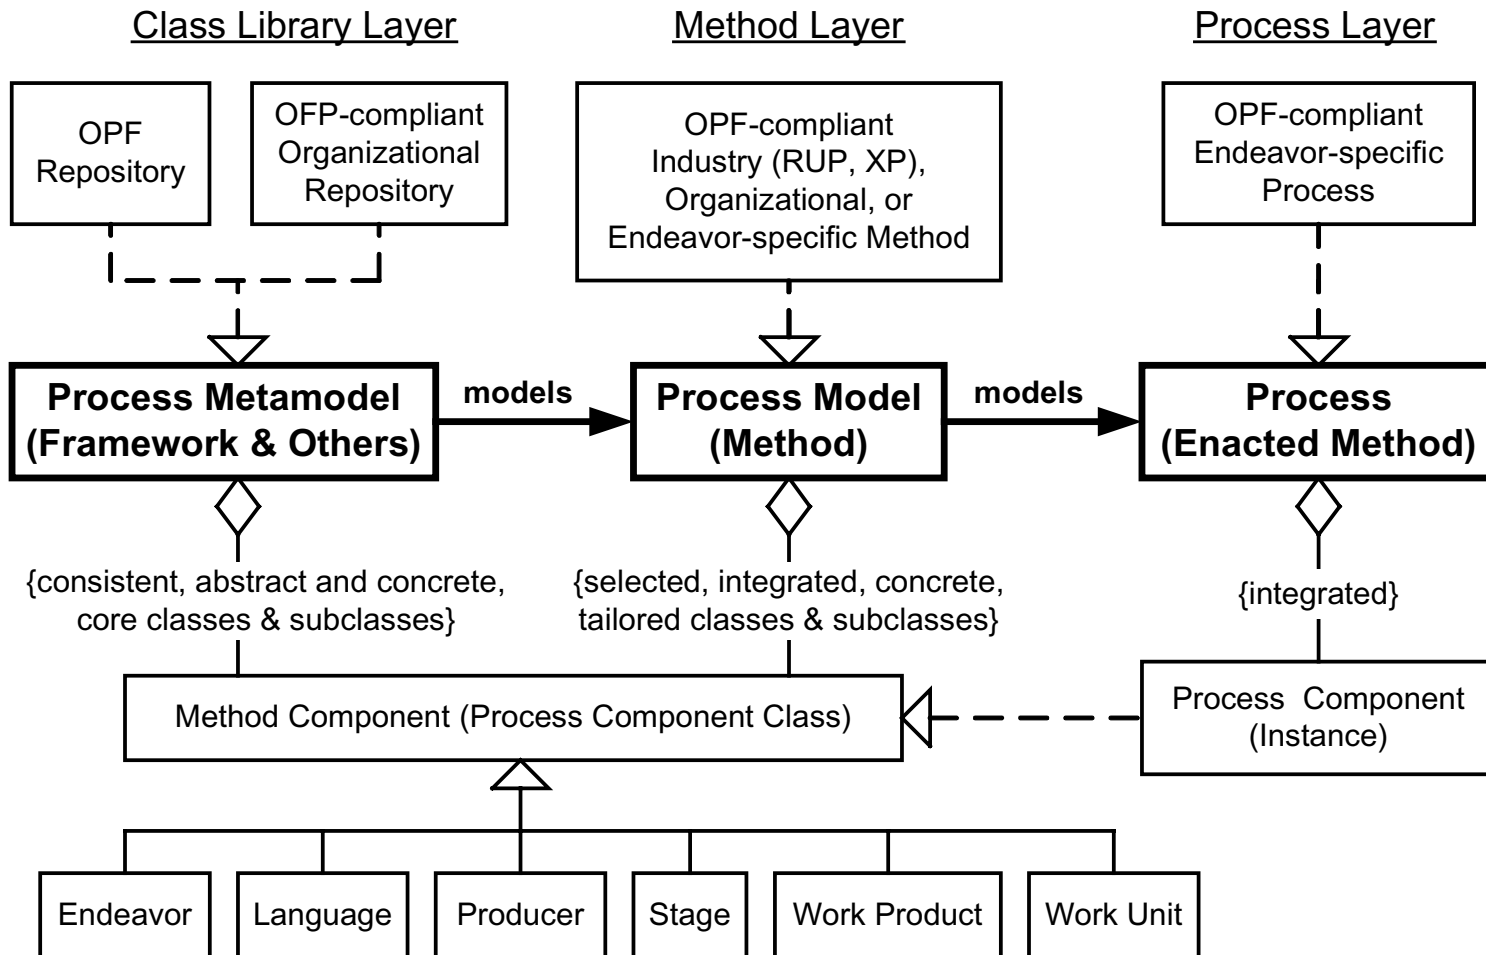 Class Library Layer
Method Layer
Process Layer
OPF
Repository
OFP-compliant
Organizational
Repository
OPF-compliant
Industry (RUP, XP),
Organizational, or
Endeavor-specific Method
OPF-compliant
Endeavor-specific
Process
Process Metamodel
(Framework & Others)
models
Process Model
(Method)
models
Process
(Enacted Method)
{consistent, abstract and concrete,
core classes & subclasses}
{selected, integrated, concrete,
tailored classes & subclasses}
{integrated}
Method Component (Process Component Class)
Process Component
(Instance)
Endeavor
Language
Producer
Stage
Work Product
Work Unit